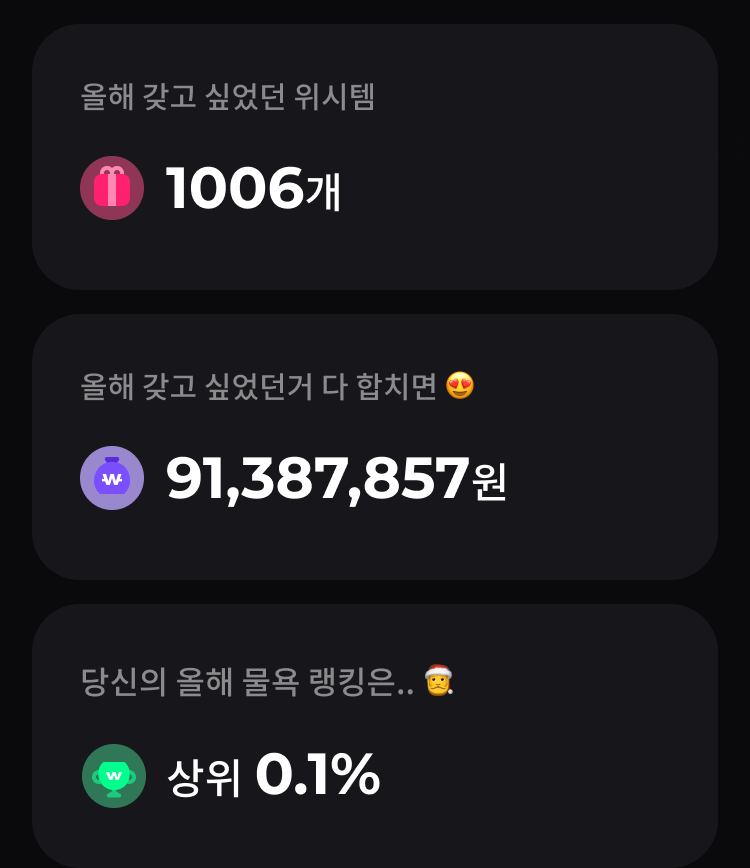 올해 갖고 싶었던 위시템
1006개
올해 갖고 싶었던거 다 합치면 😍
W
91,387,857원
당신의 올해 물욕 랭킹은.. 🎅
W
상위 0.1%